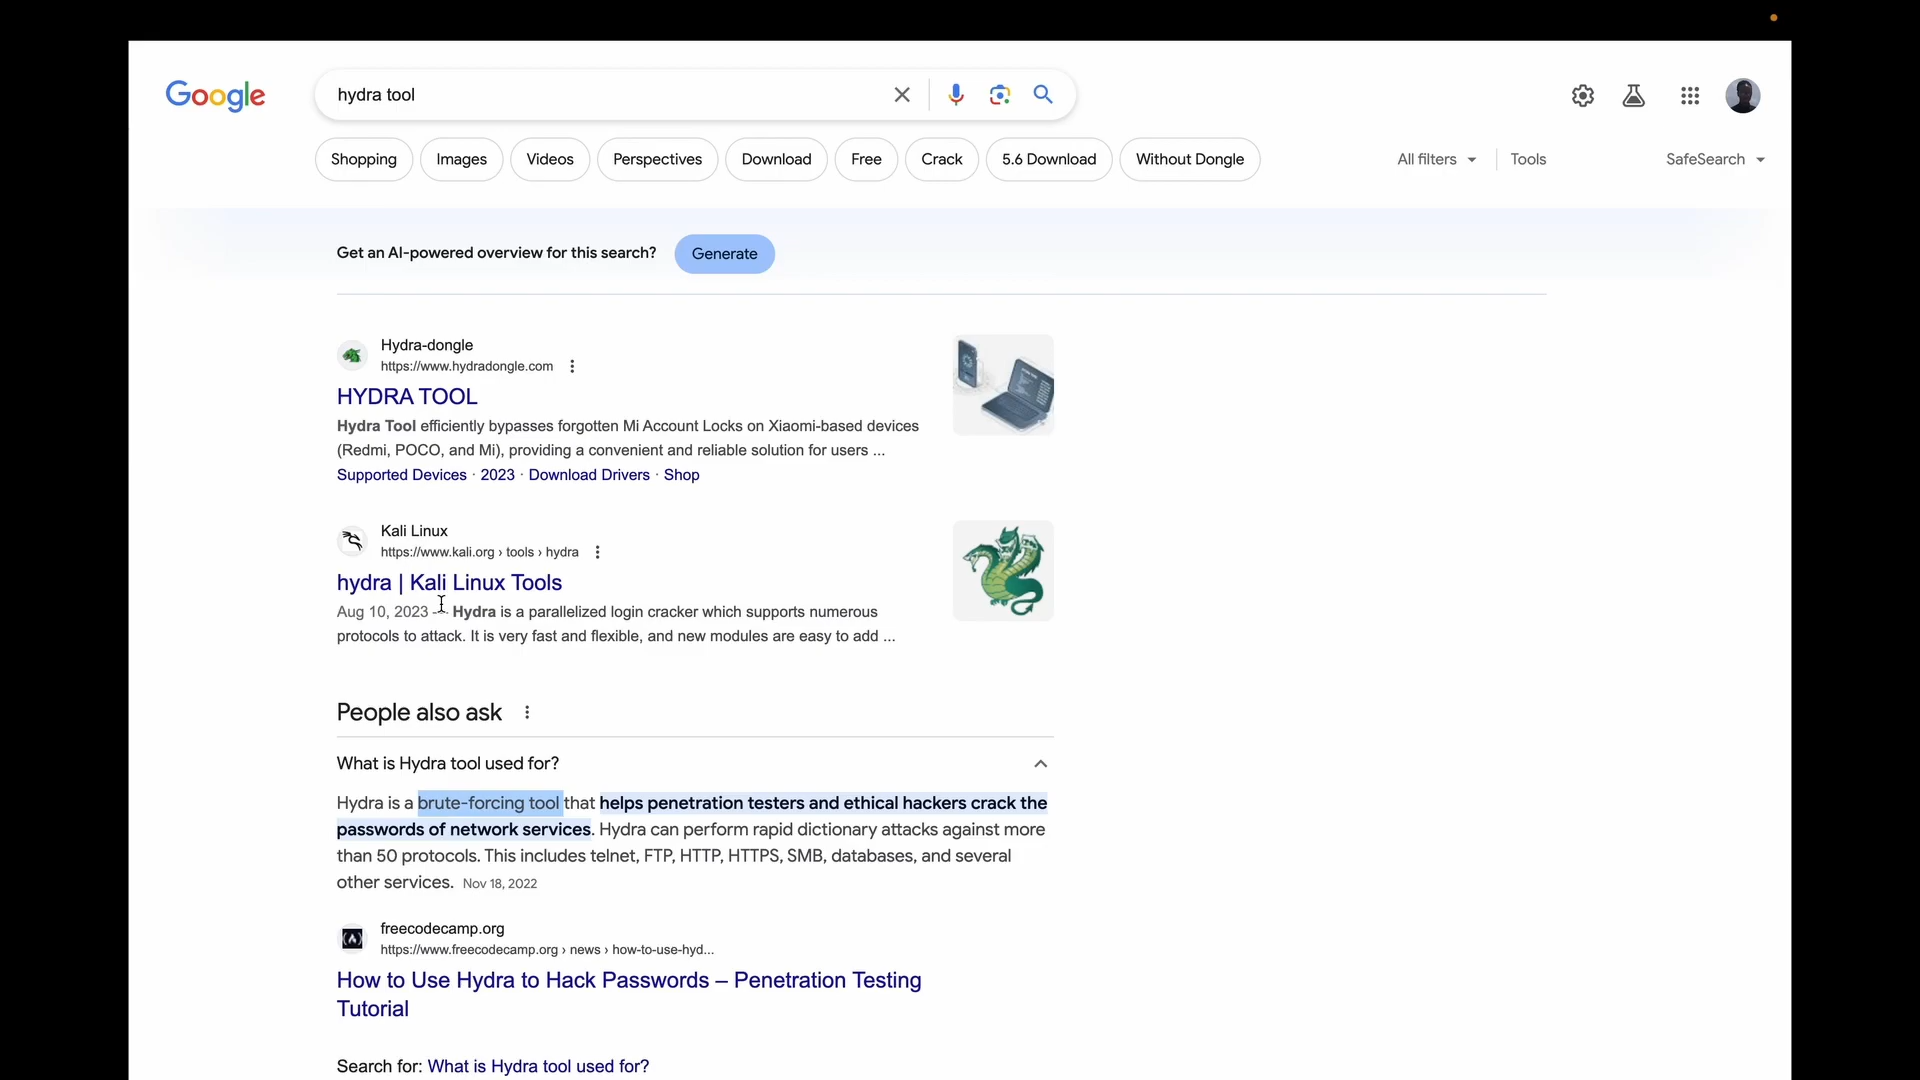 Google
hydra tool
Shopping Images Videos Perspectives Download Free Crack 5.6 Download Without Dongle All filters Tools SafeSearch
Get an AI-powered overview for this search? Generate
Hydra-dongle
https://www.hydradongle.com
HYDRA TOOL
Hydra Tool efficiently bypasses forgotten Mi Account Locks on Xiaomi-based devices
(Redmi, POCO, and Mi), providing a convenient and reliable solution for users ...
Supported Devices · 2023 · Download Drivers · Shop
Kali Linux
https://www.kali.org › tools › hydra
hydra | Kali Linux Tools
Aug 10, 2023 — Hydra is a parallelized login cracker which supports numerous
protocols to attack. It is very fast and flexible, and new modules are easy to add ...
People also ask
What is Hydra tool used for?
Hydra is a brute-forcing tool that helps penetration testers and ethical hackers crack the
passwords of network services. Hydra can perform rapid dictionary attacks against more
than 50 protocols. This includes telnet, FTP, HTTP, HTTPS, SMB, databases, and several
other services. Nov 18, 2022
freecodecamp.org
https://www.freecodecamp.org › news › how-to-use-hyd...
How to Use Hydra to Hack Passwords – Penetration Testing
Tutorial
Search for: What is Hydra tool used for?